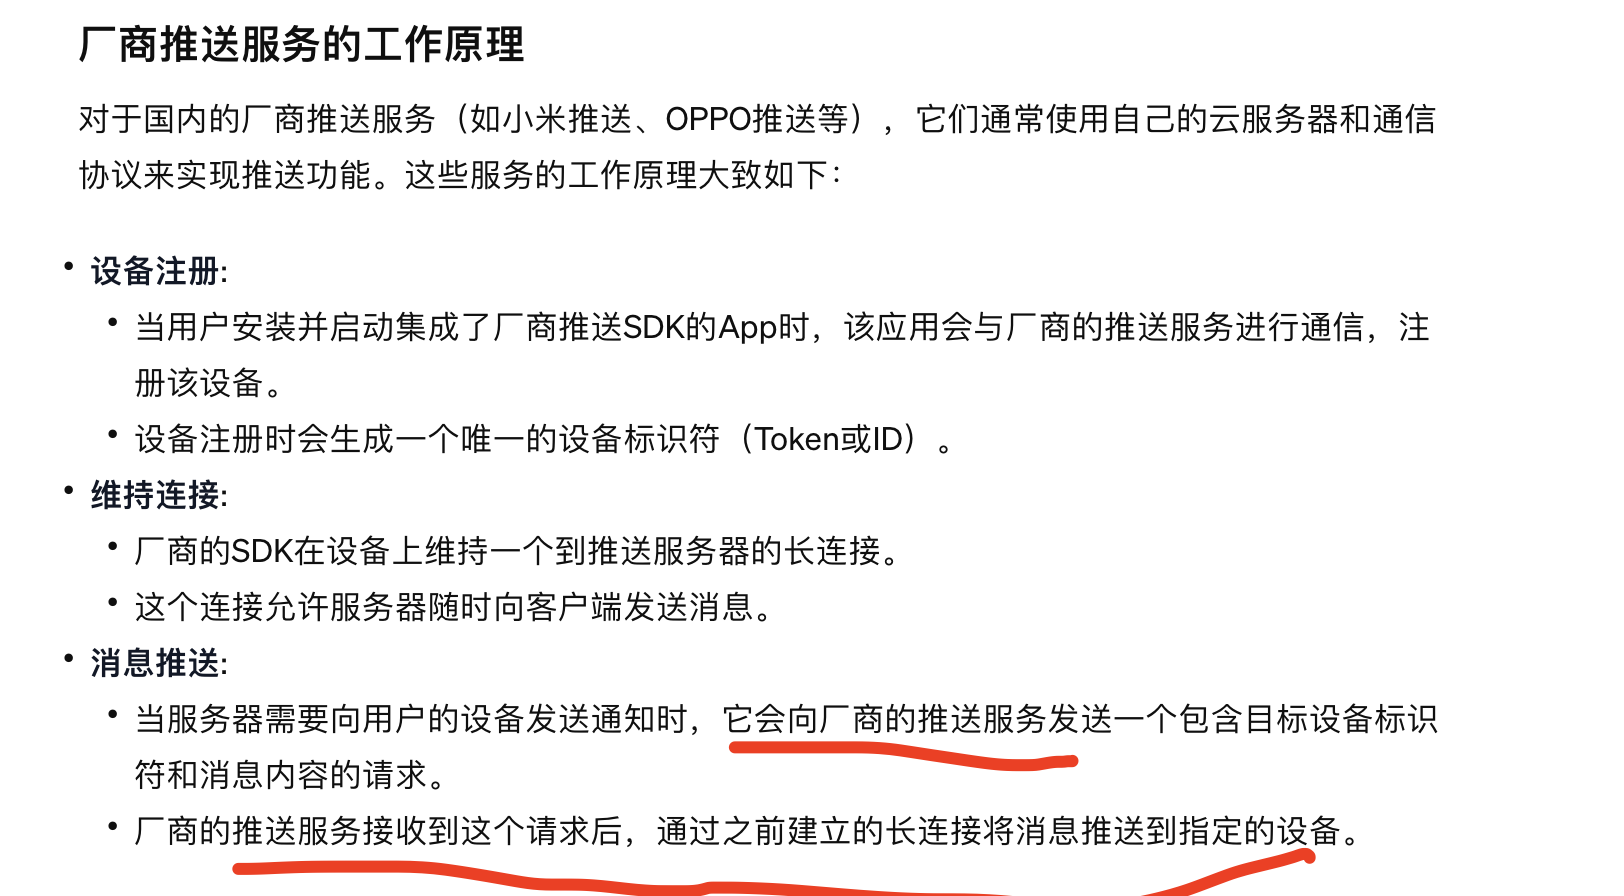 厂商推送服务的工作原理
对于国内的厂商推送服务（如小米推送、OPPO推送等），它们通常使用自己的云服务器和通信
协议来实现推送功能。这些服务的工作原理大致如下：
• 设备注册:
• 当用户安装并启动集成了厂商推送SDK的App时，该应用会与厂商的推送服务进行通信，注
册该设备。
• 设备注册时会生成一个唯一的设备标识符（Token或ID）。
• 维持连接:
• 厂商的SDK在设备上维持一个到推送服务器的长连接。
• 这个连接允许服务器随时向客户端发送消息。
• 消息推送:
• 当服务器需要向用户的设备发送通知时，它会向厂商的推送服务发送一个包含目标设备标识
符和消息内容的请求。
• 厂商的推送服务接收到这个请求后，通过之前建立的长连接将消息推送到指定的设备。